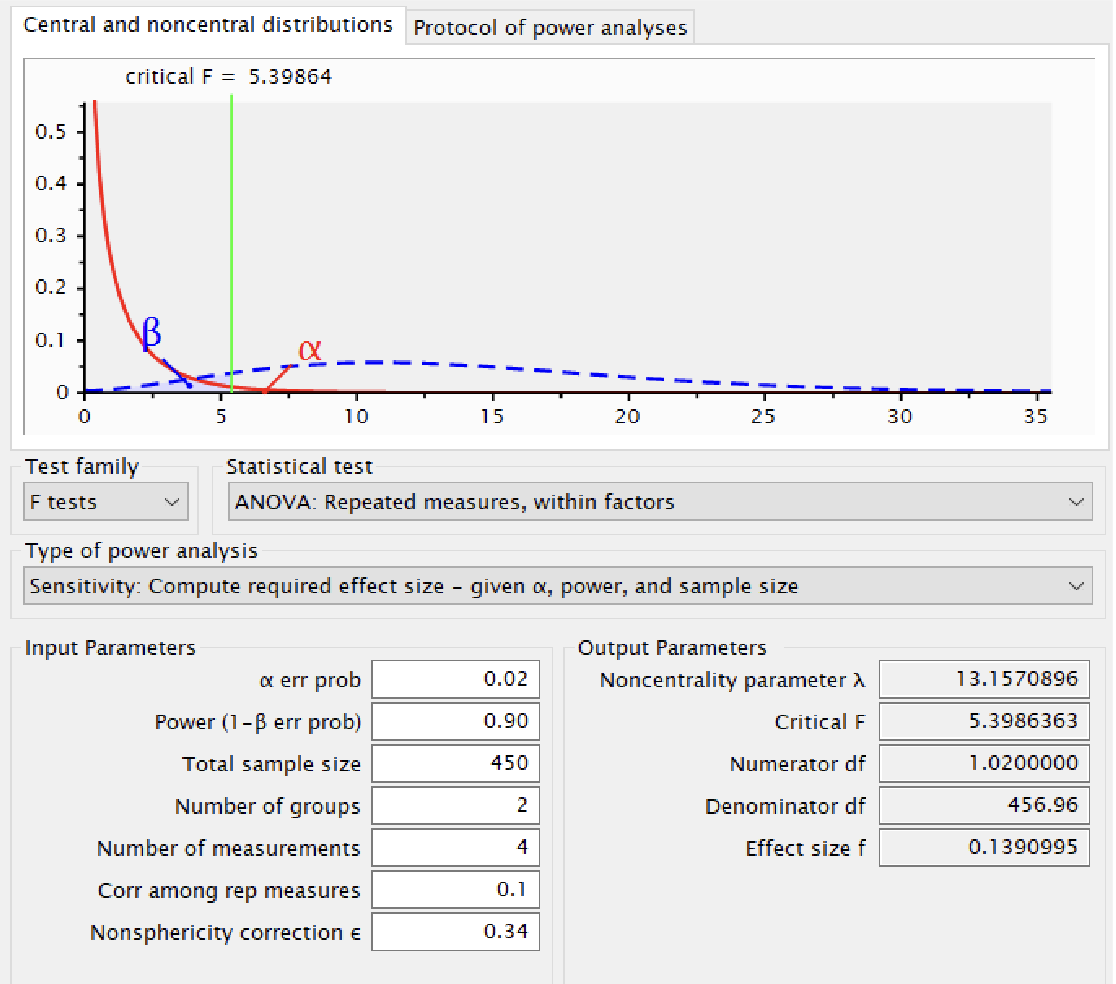 Central and noncentral distributions Protocol of power analyses
critical F = 5.39864
0.5
0.4
0.3
0.2
0.1
0
β
α
0 5 10 15 20 25 30 35
Test family Statistical test
F tests ANOVA: Repeated measures, within factors
Type of power analysis
Sensitivity: Compute required effect size – given α, power, and sample size
Input Parameters Output Parameters
α err prob 0.02 Noncentrality parameter λ 13.1570896
Power (1–β err prob) 0.90 Critical F 5.3986363
Total sample size 450 Numerator df 1.0200000
Number of groups 2 Denominator df 456.96
Number of measurements 4 Effect size f 0.1390995
Corr among rep measures 0.1
Nonsphericity correction ϵ 0.34